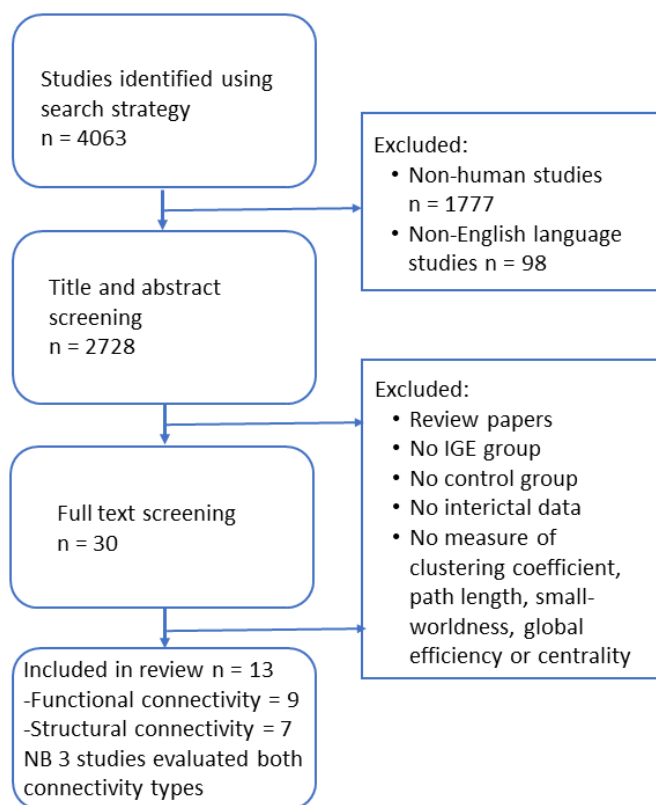 Studies identified using
search strategy
n = 4063
Excluded:
• Non-human studies
n = 1777
• Non-English language
studies n = 98
Title and abstract
screening
n = 2728
Excluded:
• Review papers
• No IGE group
• No control group
• No interictal data
• No measure of
clustering coefficient,
path length, small-
worldness, global
efficiency or centrality
Full text screening
n = 30
Included in review n = 13
-Functional connectivity = 9
-Structural connectivity = 7
NB 3 studies evaluated both
connectivity types